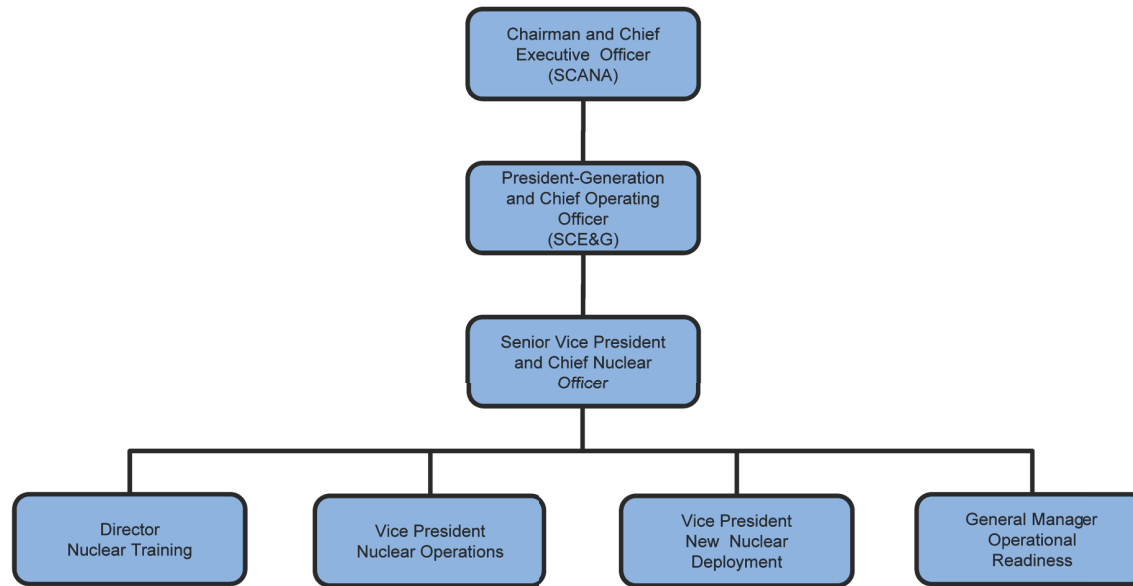 Chairman and Chief
Executive Officer
(SCANA)
President-Generation
and Chief Operating
Officer
(SCE&G)
Senior Vice President
and Chief Nuclear
Officer
Director
Nuclear Training
Vice President
Nuclear Operations
Vice President
New Nuclear
Deployment
General Manager
Operational
Readiness